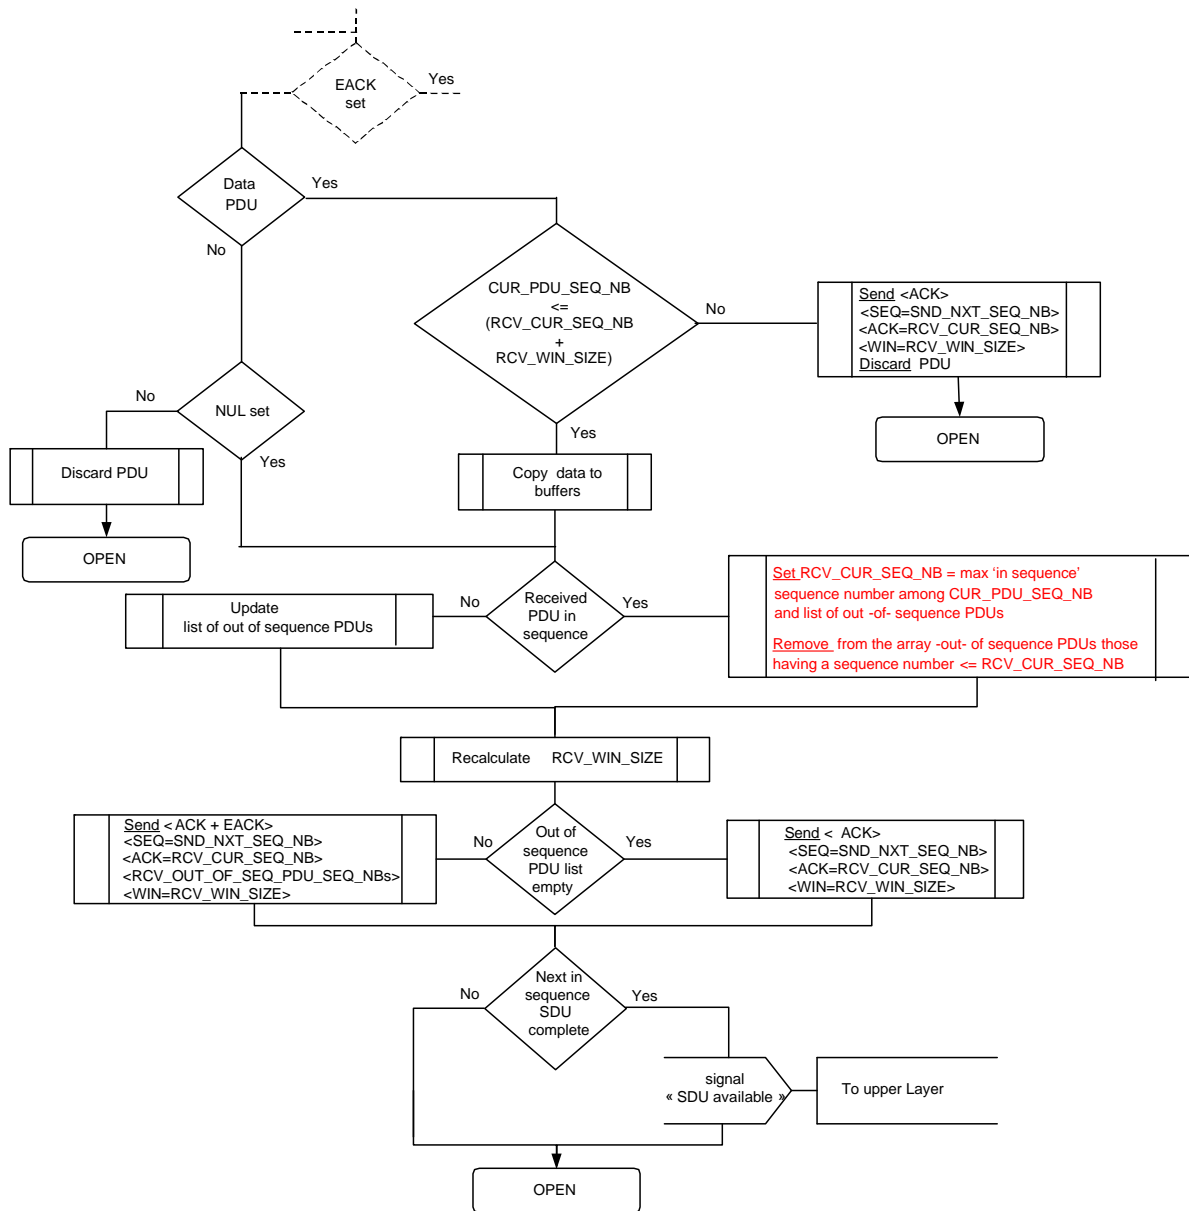 EACK
set
Yes
Data
PDU
Yes
No
CUR_PDU_SEQ_NB
<=
(RCV_CUR_SEQ_NB
+
RCV_WIN_SIZE)
No
Send <ACK>
<SEQ=SND_NXT_SEQ_NB>
<ACK=RCV_CUR_SEQ_NB>
<WIN=RCV_WIN_SIZE>
Discard PDU
OPEN
No
NUL set
Yes
Yes
Discard PDU
OPEN
Copy data to
buffers
Update
list of out of sequence PDUs
No
Received
PDU in
sequence
Yes
Set RCV_CUR_SEQ_NB = max ‘in sequence’
sequence number among CUR_PDU_SEQ_NB
and list of out -of- sequence PDUs
Remove from the array -out- of sequence PDUs those
having a sequence number <= RCV_CUR_SEQ_NB
Recalculate RCV_WIN_SIZE
Send < ACK + EACK>
<SEQ=SND_NXT_SEQ_NB>
<ACK=RCV_CUR_SEQ_NB>
<RCV_OUT_OF_SEQ_PDU_SEQ_NBs>
<WIN=RCV_WIN_SIZE>
No
Out of
sequence
PDU list
empty
Yes
Send < ACK>
<SEQ=SND_NXT_SEQ_NB>
<ACK=RCV_CUR_SEQ_NB>
<WIN=RCV_WIN_SIZE>
No
Next in
sequence
SDU
complete
Yes
signal
« SDU available »
To upper Layer
OPEN